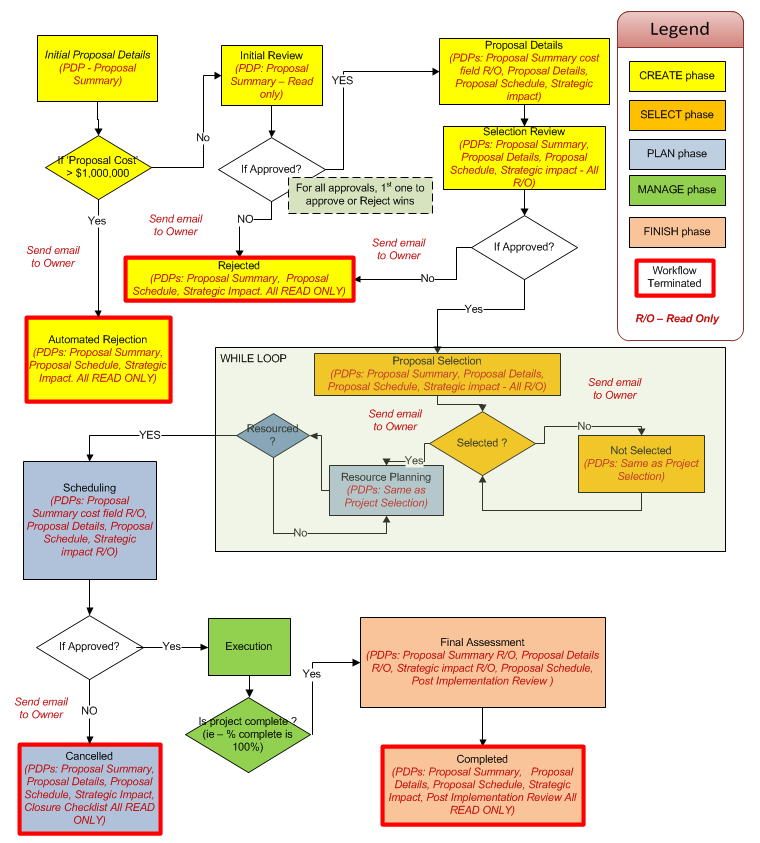 Initial Proposal Details
(PDP - Proposal
Summary)
Initial Review
(PDP: Proposal
Summary – Read
only)
YES
Proposal Details
(PDPs: Proposal Summary cost
field R/O, Proposal Details,
Proposal Schedule, Strategic
impact)
Legend
CREATE phase
SELECT phase
PLAN phase
MANAGE phase
FINISH phase
Workflow
Terminated
R/O – Read Only
No
If 'Proposal Cost'
> $1,000,000
If Approved?
Selection Review
(PDPs: Proposal Summary,
Proposal Details, Proposal
Schedule, Strategic impact - All
R/O)
For all approvals, 1st one to
approve or Reject wins
Yes
Send email
to Owner
NO
Send email
to Owner
Send email
to Owner
If Approved?
Rejected
(PDPs: Proposal Summary, Proposal
Schedule, Strategic Impact. All READ ONLY)
No
Yes
Automated Rejection
(PDPs: Proposal Summary,
Proposal Schedule, Strategic
Impact. All READ ONLY)
WHILE LOOP
Proposal Selection
(PDPs: Proposal Summary, Proposal Details,
Proposal Schedule, Strategic impact - All R/O)
Send email
to Owner
Send email
to Owner
No
Selected ?
Not Selected
(PDPs: Same as Project
Selection)
Yes
Resourced
?
Resource Planning
(PDPs: Same as
Project Selection)
No
YES
Scheduling
(PDPs: Proposal
Summary cost field R/O,
Proposal Details, Proposal
Schedule, Strategic
impact R/O)
If Approved?
Yes
Execution
Final Assessment
(PDPs: Proposal Summary R/O, Proposal Details
R/O, Strategic impact R/O, Proposal Schedule,
Post Implementation Review )
Yes
Send email
to Owner
NO
Is project complete ?
(ie – % complete is
100%)
Cancelled
(PDPs: Proposal Summary,
Proposal Details, Proposal
Schedule, Strategic Impact,
Closure Checklist All READ
ONLY)
Completed
(PDPs: Proposal Summary, Proposal
Details, Proposal Schedule, Strategic
Impact, Post Implementation Review All
READ ONLY)